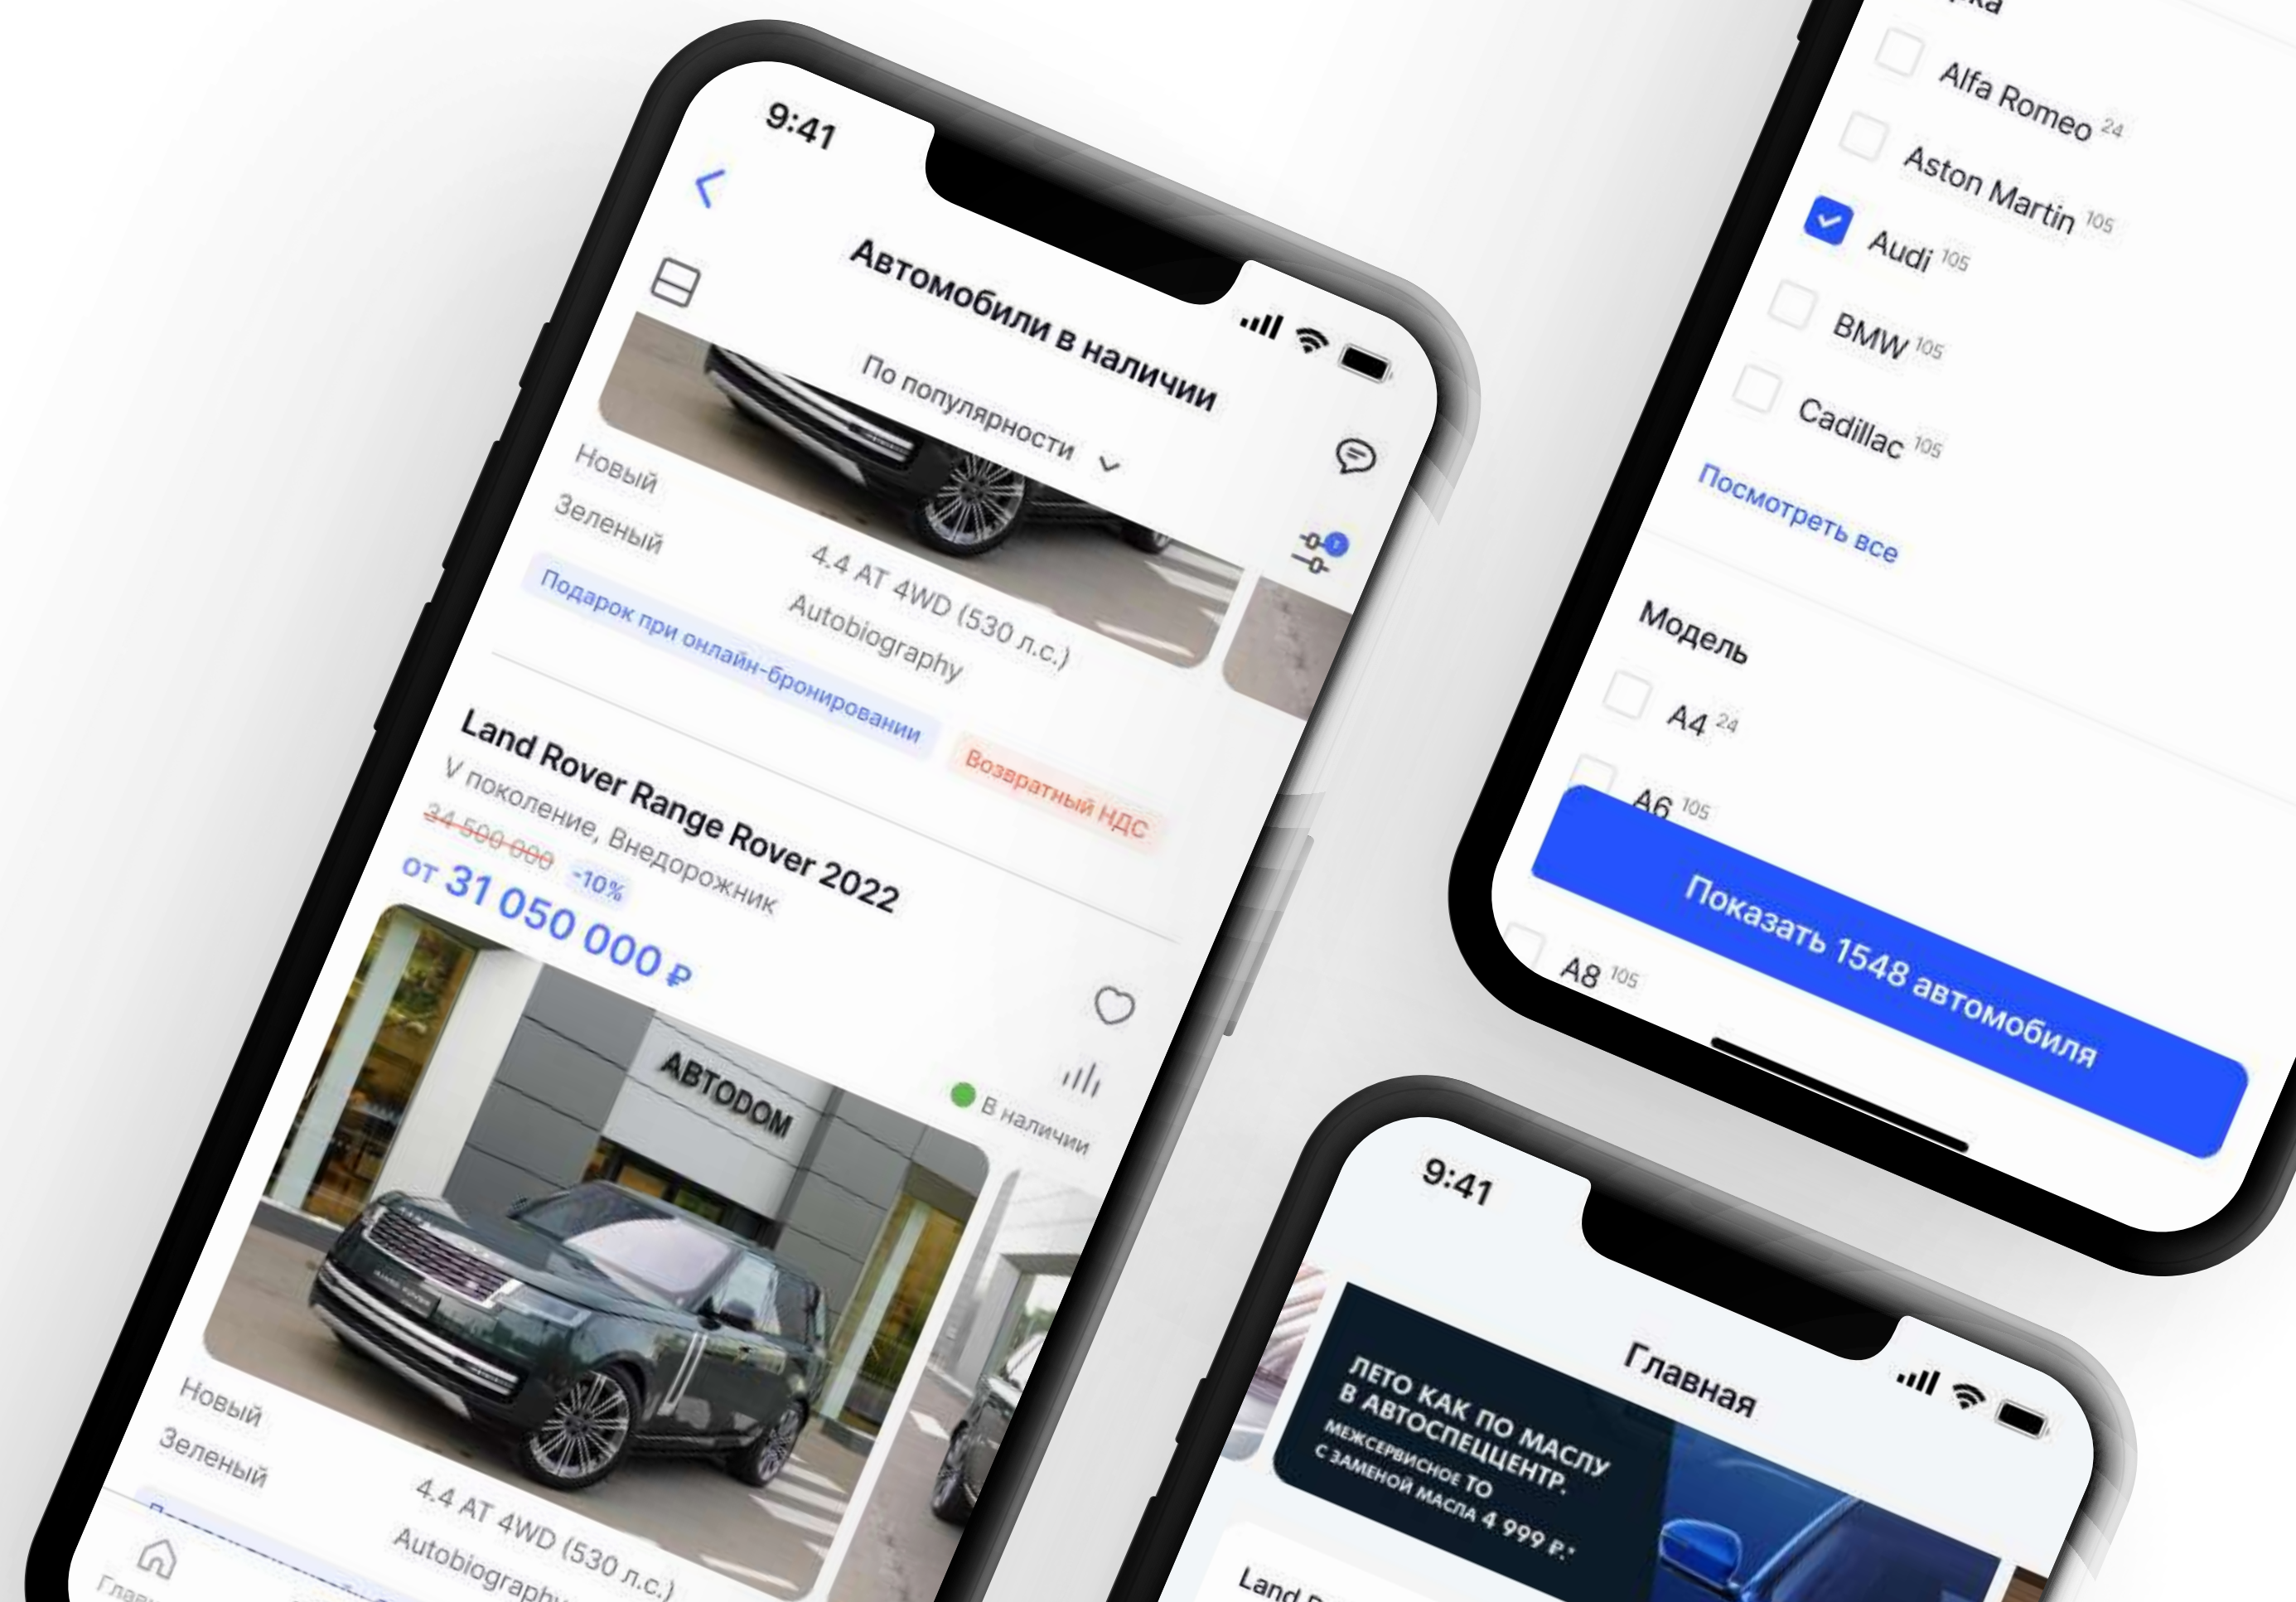 9:41
Автомобили в наличии
По популярности
Новый
Зеленый
4.4 AT 4WD (530 л.с.)
Autobiography
Подарок при онлайн-бронировании
Возвратный НДС
Land Rover Range Rover 2022
V поколение, Внедорожник
34 500 000 -10%
от 31 050 000 ₽
В наличии
АВТОDОМ
Новый
Зеленый
4.4 AT 4WD (530 л.с.)
Autobiography
Alfa Romeo 24
Aston Martin 105
Audi 105
BMW 105
Cadillac 105
Посмотреть все
Модель
A4 24
A6 105
Показать 1548 автомобиля
A8 105
9:41
Главная
ЛЕТО КАК ПО МАСЛУ
В АВТОСПЕЦЦЕНТР.
МЕЖСЕРВИСНОЕ ТО
С ЗАМЕНОЙ МАСЛА 4 999 ₽.*
Land